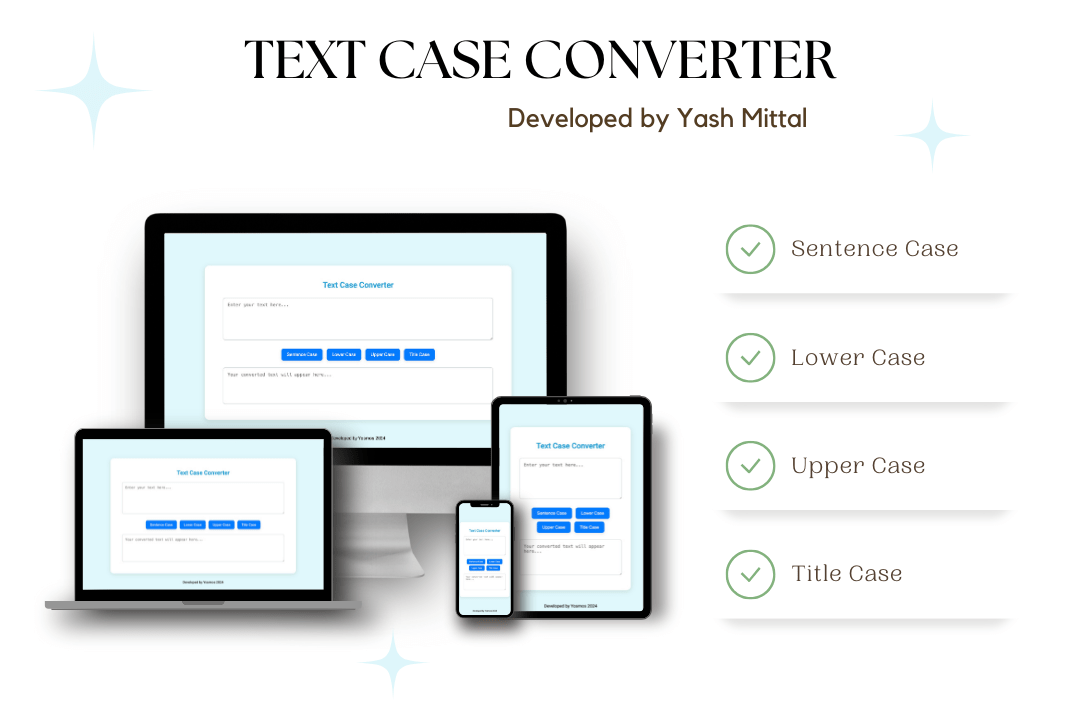 TEXT CASE CONVERTER
Developed by Yash Mittal
Text Case Converter
Enter your text here...
Sentence Case Lower Case Upper Case Title Case
Your converted text will appear here...
Developed by Yosmos 2024
Text Case Converter
Enter your text here...
Sentence Case Lower Case Upper Case Title Case
Your converted text will appear here...
Developed by Yosmos 2024
Text Case Converter
Enter your text here...
Sentence Case Lower Case
Upper Case Title Case
Your converted text will appear
here...
Developed by Yosmos 2024
Text Case Converter
Sentence Case
Lower Case
Upper Case
Title Case